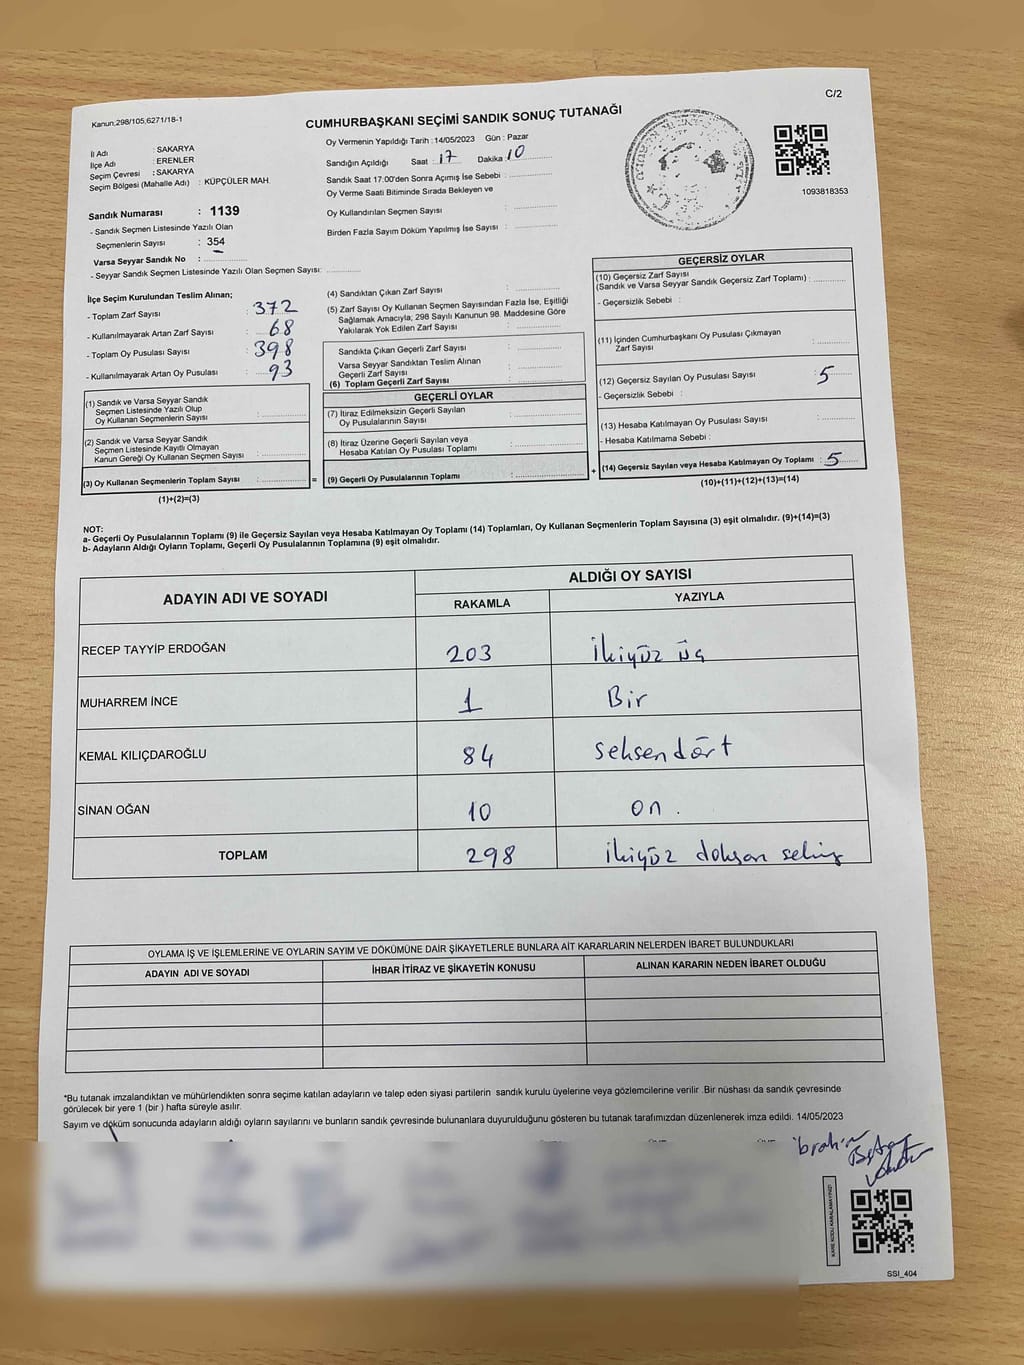 C/2
Kanun;298/105,6271/18-1
CUMHURBAŞKANI SEÇİMİ SANDIK SONUÇ TUTANAĞI
1093818353
İl Adı : SAKARYA
İlçe Adı : ERENLER
Seçim Çevresi : SAKARYA
Seçim Bölgesi (Mahalle Adı) : KÜPÇÜLER MAH.
Sandık Numarası : 1139
- Sandık Seçmen Listesinde Yazılı Olan
Seçmenlerin Sayısı : 354
Varsa Seyyar Sandık No :
- Seyyar Sandık Seçmen Listesinde Yazılı Olan Seçmen Sayısı:
Oy Vermenin Yapıldığı Tarih :14/05/2023 Gün : Pazar
Sandığın Açıldığı Saat : 17 Dakika : 10
Sandık Saat 17:00'den Sonra Açımış İse Sebebi :
Oy Verme Saati Bitiminde Sırada Bekleyen ve
Oy Kullandırılan Seçmen Sayısı :
Birden Fazla Sayım Döküm Yapılmış İse Sayısı :
İlçe Seçim Kurulundan Teslim Alınan;
- Toplam Zarf Sayısı : 372
- Kullanılmayarak Artan Zarf Sayısı : 68
- Toplam Oy Pusulası Sayısı : 398
- Kullanılmayarak Artan Oy Pusulası : 93
(1) Sandık ve Varsa Seyyar Sandık
Seçmen Listesinde Yazılı Olup
Oy Kullanan Seçmenlerin Sayısı :
(2) Sandık ve Varsa Seyyar Sandık
Seçmen Listesinde Kayıtlı Olmayan
Kanun Gereği Oy Kullanan Seçmen Sayısı :
(3) Oy Kullanan Seçmenlerin Toplam Sayısı : =
(1)+(2)=(3)
(4) Sandıktan Çıkan Zarf Sayısı :
(5) Zarf Sayısı Oy Kullanan Seçmen Sayısından Fazla İse, Eşitliği
Sağlamak Amacıyla; 298 Sayılı Kanunun 98. Maddesine Göre
Yakılarak Yok Edilen Zarf Sayısı :
Sandıkta Çıkan Geçerli Zarf Sayısı :
Varsa Seyyar Sandıktan Teslim Alınan
Geçerli Zarf Sayısı :
(6) Toplam Geçerli Zarf Sayısı :
GEÇERLİ OYLAR
(7) İtiraz Edilmeksizin Geçerli Sayılan
Oy Pusulalarının Sayısı :
(8) İtiraz Üzerine Geçerli Sayılan veya
Hesaba Katılan Oy Pusulası Toplamı :
(9) Geçerli Oy Pusulalarının Toplamı : +
GEÇERSİZ OYLAR
(10) Geçersiz Zarf Sayısı
(Sandık ve Varsa Seyyar Sandık Geçersiz Zarf Toplamı) :
- Geçersizlik Sebebi :
(11) İçinden Cumhurbaşkanı Oy Pusulası Çıkmayan
Zarf Sayısı :
(12) Geçersiz Sayılan Oy Pusulası Sayısı : 5
- Geçersizlik Sebebi :
(13) Hesaba Katılmayan Oy Pusulası Sayısı :
- Hesaba Katılmama Sebebi :
(14) Geçersiz Sayılan veya Hesaba Katılmayan Oy Toplamı : 5
(10)+(11)+(12)+(13)=(14)
NOT:
a- Geçerli Oy Pusulalarının Toplamı (9) ile Geçersiz Sayılan veya Hesaba Katılmayan Oy Toplamı (14) Toplamları, Oy Kullanan Seçmenlerin Toplam Sayısına (3) eşit olmalıdır. (9)+(14)=(3)
b- Adayların Aldığı Oyların Toplamı, Geçerli Oy Pusulalarının Toplamına (9) eşit olmalıdır.
ADAYIN ADI VE SOYADI ALDIĞI OY SAYISI
RAKAMLA YAZIYLA
RECEP TAYYİP ERDOĞAN 203 İkiyüz üç
MUHARREM İNCE 1 Bir
KEMAL KILIÇDAROĞLU 84 seksendört
SİNAN OĞAN 10 on .
TOPLAM 298 İkiyüz doksan sekiz
OYLAMA İŞ VE İŞLEMLERİNE VE OYLARIN SAYIM VE DÖKÜMÜNE DAİR ŞİKAYETLERLE BUNLARA AİT KARARLARIN NELERDEN İBARET BULUNDUKLARI
ADAYIN ADI VE SOYADI İHBAR İTİRAZ VE ŞİKAYETİN KONUSU ALINAN KARARIN NEDEN İBARET OLDUĞU
*Bu tutanak imzalandıktan ve mühürlendikten sonra seçime katılan adayların ve talep eden siyasi partilerin sandık kurulu üyelerine veya gözlemcilerine verilir .Bir nüshası da sandık çevresinde
görülecek bir yere 1 (bir ) hafta süreyle asılır.
Sayım ve döküm sonucunda adayların aldığı oyların sayılarını ve bunların sandık çevresinde bulunanlara duyurulduğunu gösteren bu tutanak tarafımızdan düzenlenerek imza edildi. 14/05/2023
ibrahim
KARE KODU KARALAMAYINIZ!
SSI_404